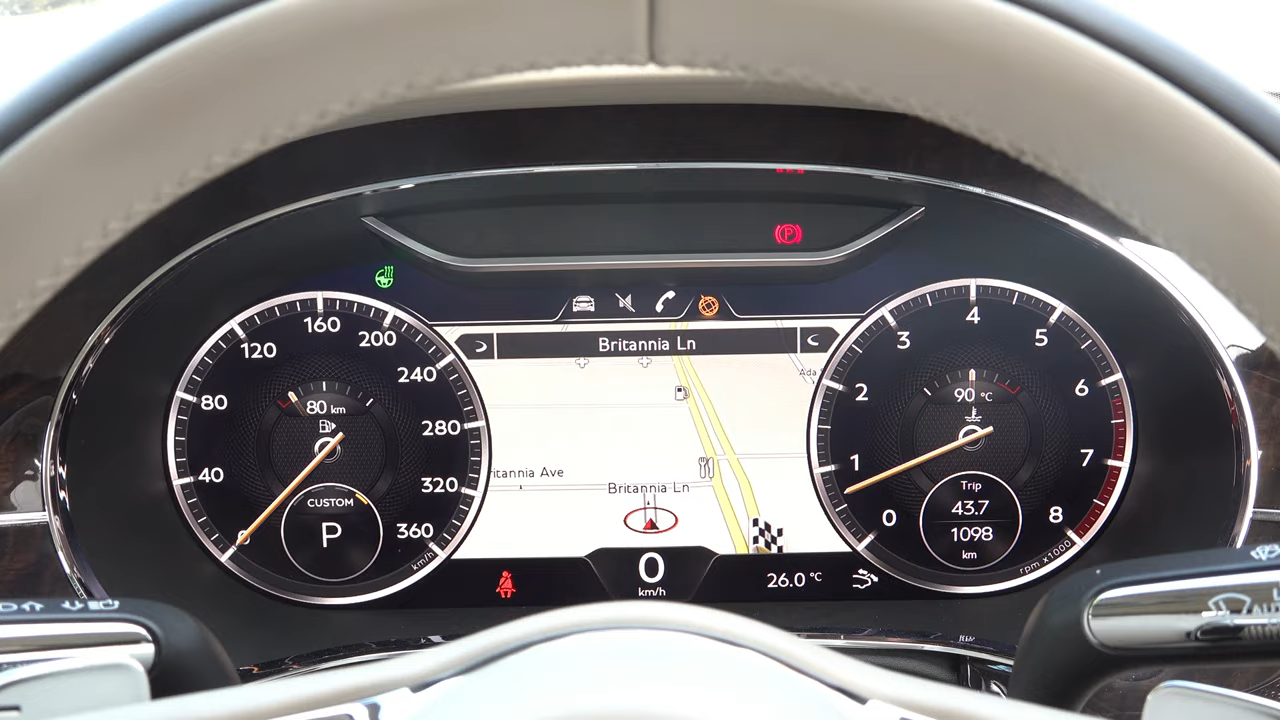 Britannia Ln
Ada
ritannia Ave
Britannia Ln
0
km/h
26.0 °C
40
80
120
160
200
240
280
320
360
km/h
80 km
CUSTOM
P
0
1
2
3
4
5
6
7
8
rpm x1000
90 °C
Trip
43.7
1098
km
P